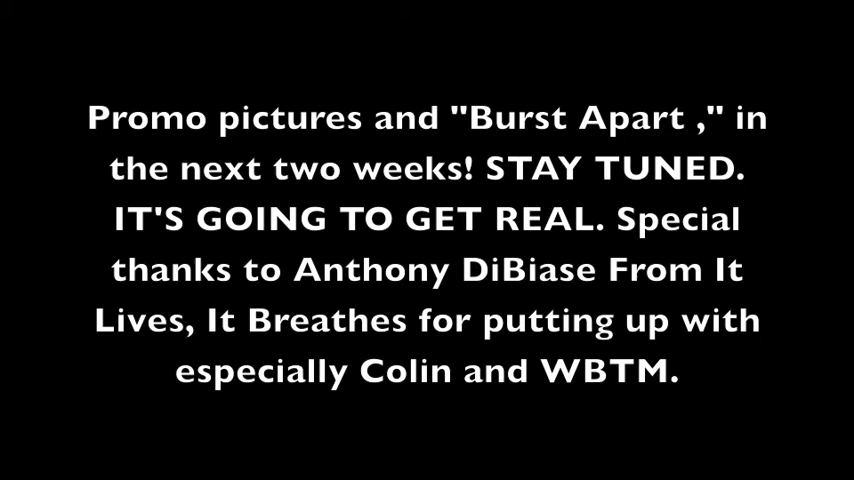 Promo pictures and "Burst Apart ," in
the next two weeks! STAY TUNED.
IT'S GOING TO GET REAL. Special
thanks to Anthony DiBiase From It
Lives, It Breathes for putting up with
especially Colin and WBTM.